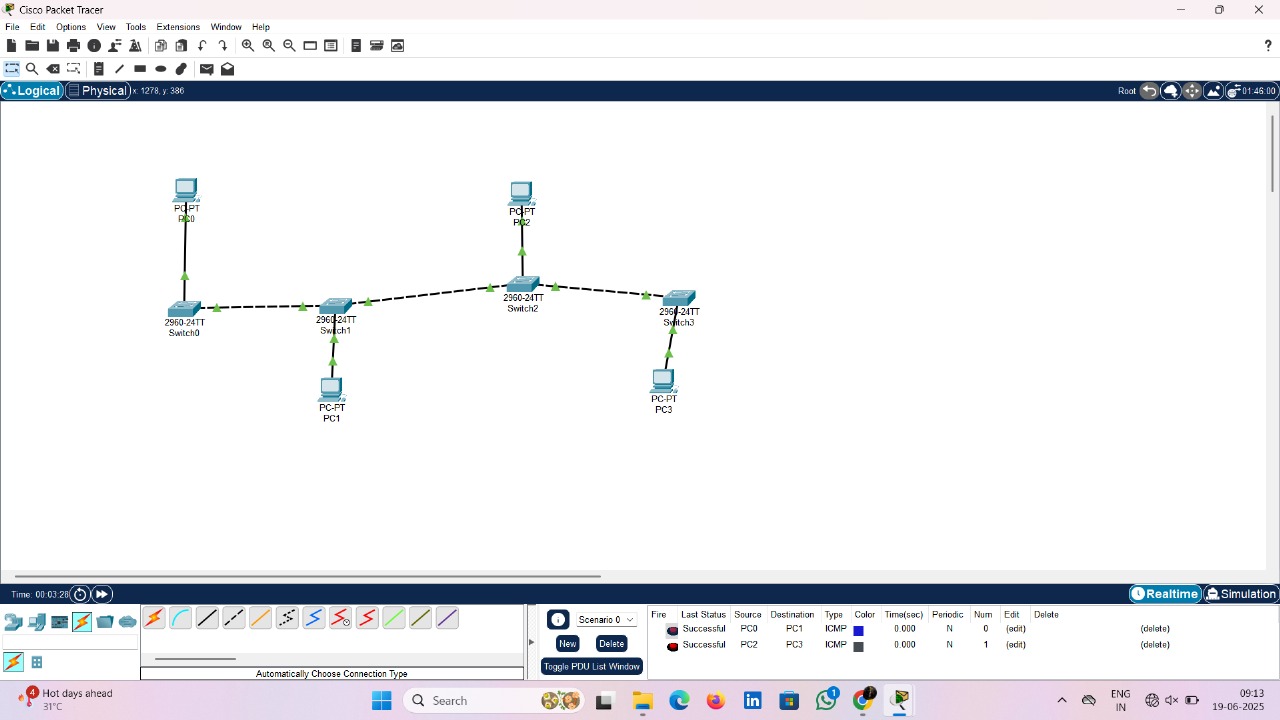 Cisco Packet Tracer
File Edit Options View Tools Extensions Window Help
?
Logical Physical x: 1278, y: 386 Root 01:46:00
PC-PT
PC0
PC-PT
PC2
2960-24TT
Switch0
2960-24TT
Switch1
2960-24TT
Switch2
2960-24TT
Switch3
PC-PT
PC1
PC-PT
PC3
Time: 00:03:28 Realtime Simulation
Automatically Choose Connection Type
Scenario 0
New Delete
Toggle PDU List Window
Fire Last Status Source Destination Type Color Time(sec) Periodic Num Edit Delete
Successful PC0 PC1 ICMP 0.000 N 0 (edit) (delete)
Successful PC2 PC3 ICMP 0.000 N 1 (edit) (delete)
4 Hot days ahead
31°C
Search
1
ENG
IN
09:13
19-06-2025